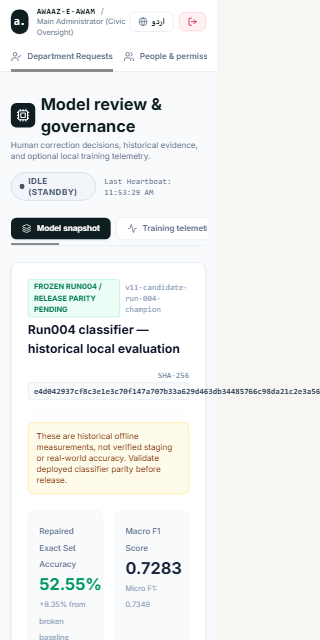 a.
AWAAZ-E-AWAM /
Main Administrator (Civic
Oversight)
اردو
Department Requests
People & permiss
Model review &
governance
Human correction decisions, historical evidence,
and optional local training telemetry.
IDLE
(STANDBY)
Last Heartbeat:
11:53:29 AM
Model snapshot
Training telemet
FROZEN RUN004 /
RELEASE PARITY
PENDING
v11-candidate-
run-004-
champion
Run004 classifier —
historical local evaluation
SHA-256
e4d042937cf8c3e1e3c70f147a707b33a629d463db34485766c98da21c2e3a56
These are historical offline
measurements, not verified staging
or real-world accuracy. Validate
deployed classifier parity before
release.
Repaired
Exact Set
Accuracy
52.55%
+8.35% from
broken
baseline
Macro F1
Score
0.7283
Micro F1:
0.7349